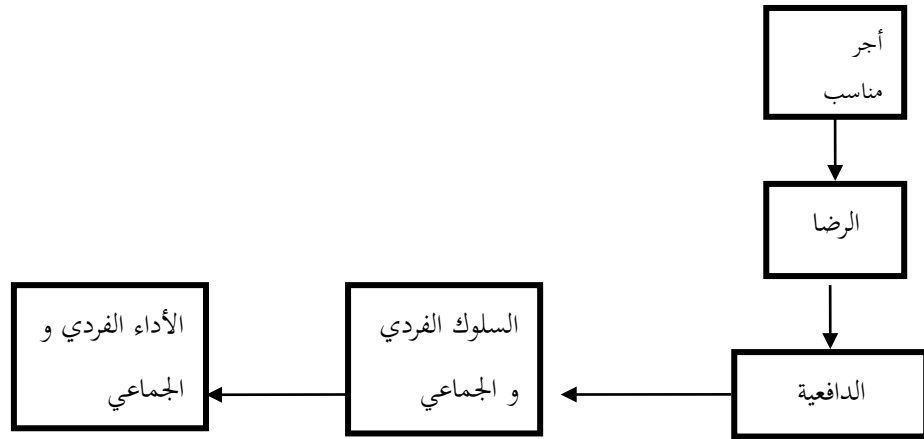 أجر
مناسب
الرضا
الدافعية
السلوك الفردي
و الجماعي
الأداء الفردي و
الجماعي